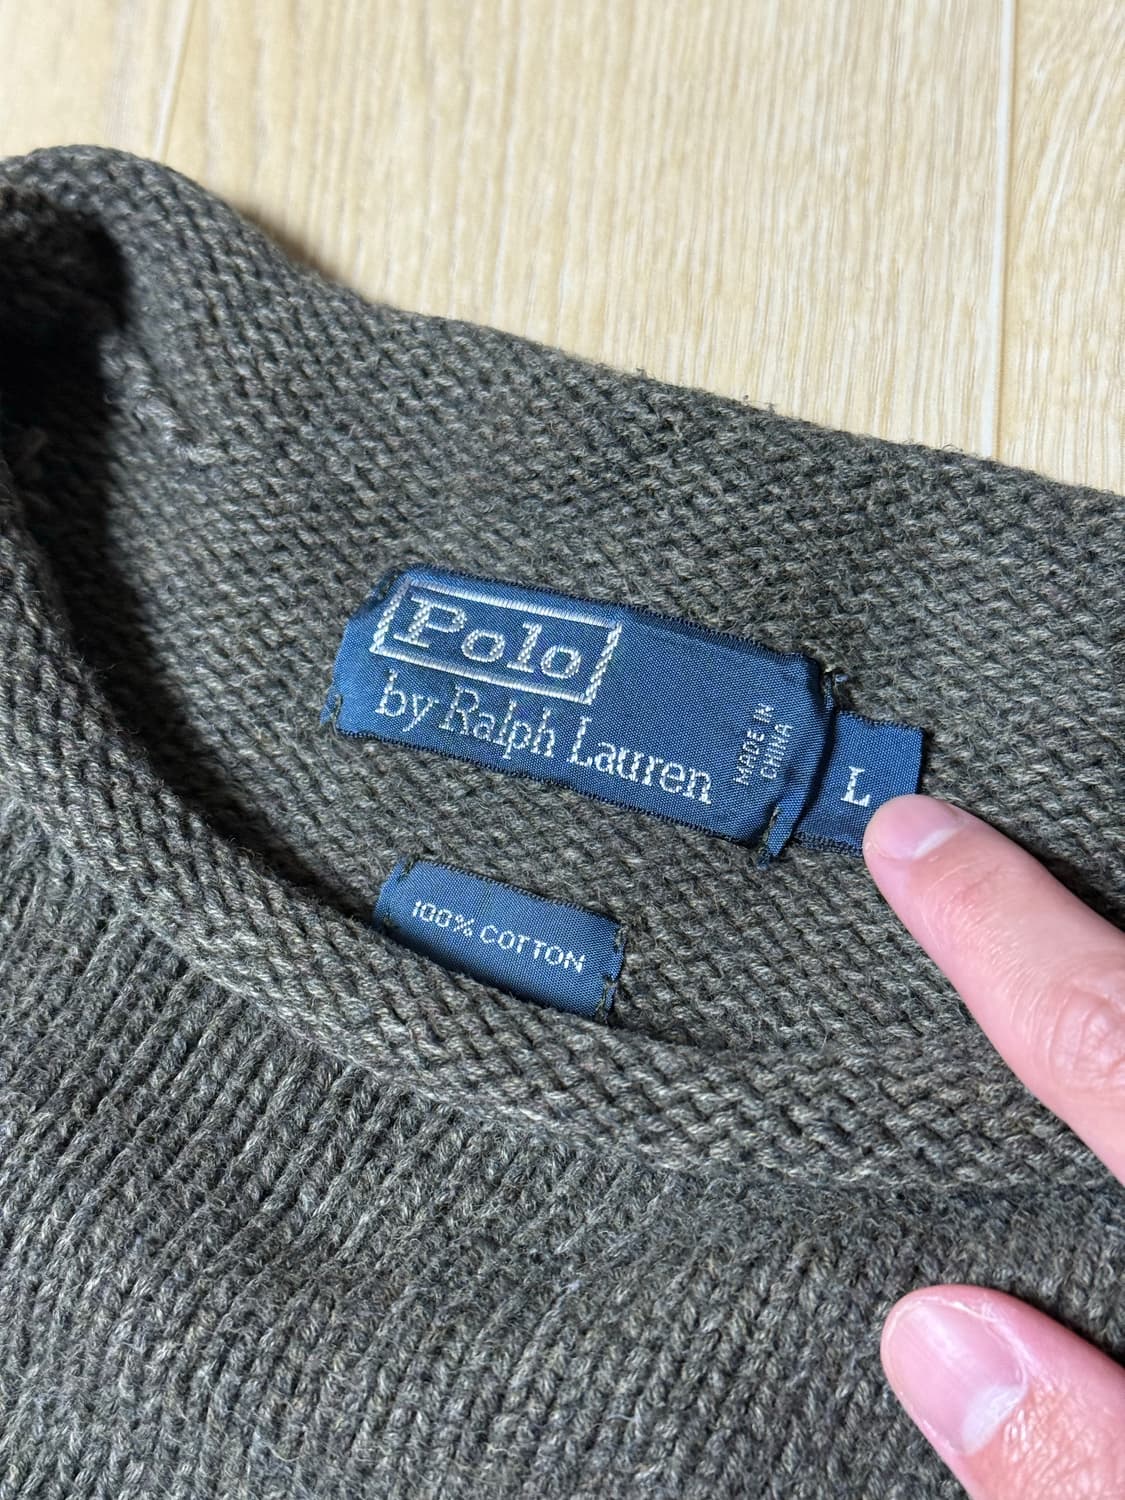 Polo
by Ralph Lauren
MADE IN
CHINA
L
100% COTTON